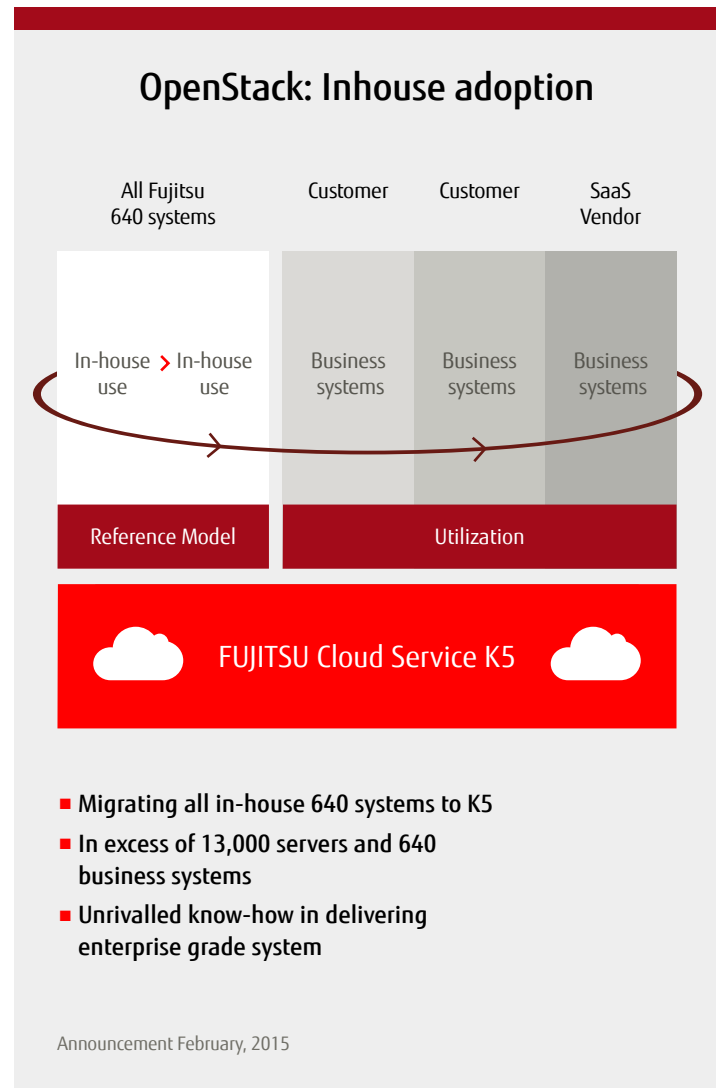 OpenStack: Inhouse adoption
All Fujitsu
640 systems
Customer
Customer
SaaS
Vendor
In-house
use
In-house
use
Business
systems
Business
systems
Business
systems
Reference Model
Utilization
FUJITSU Cloud Service K5
Migrating all in-house 640 systems to K5
In excess of 13,000 servers and 640
business systems
Unrivalled know-how in delivering
enterprise grade system
Announcement February, 2015